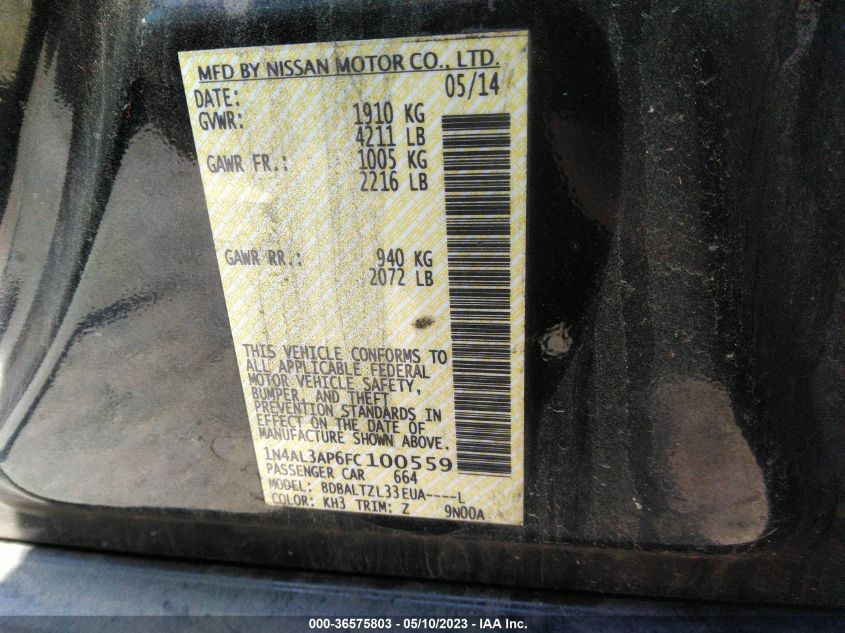 MFD BY NISSAN MOTOR CO., LTD.
DATE: 05/14
GVWR: 1910 KG
4211 LB
GAWR FR.: 1005 KG
2216 LB
GAWR RR.: 940 KG
2072 LB
THIS VEHICLE CONFORMS TO
ALL APPLICABLE FEDERAL
MOTOR VEHICLE SAFETY,
BUMPER, AND THEFT
PREVENTION STANDARDS IN
EFFECT ON THE DATE OF
MANUFACTURE SHOWN ABOVE.
1N4AL3AP6FC100559
PASSENGER CAR 664
MODEL: BDBALTZL33EUA----L
COLOR: KH3 TRIM: Z 9N00A
000-36575803 - 05/10/2023 - IAA Inc.